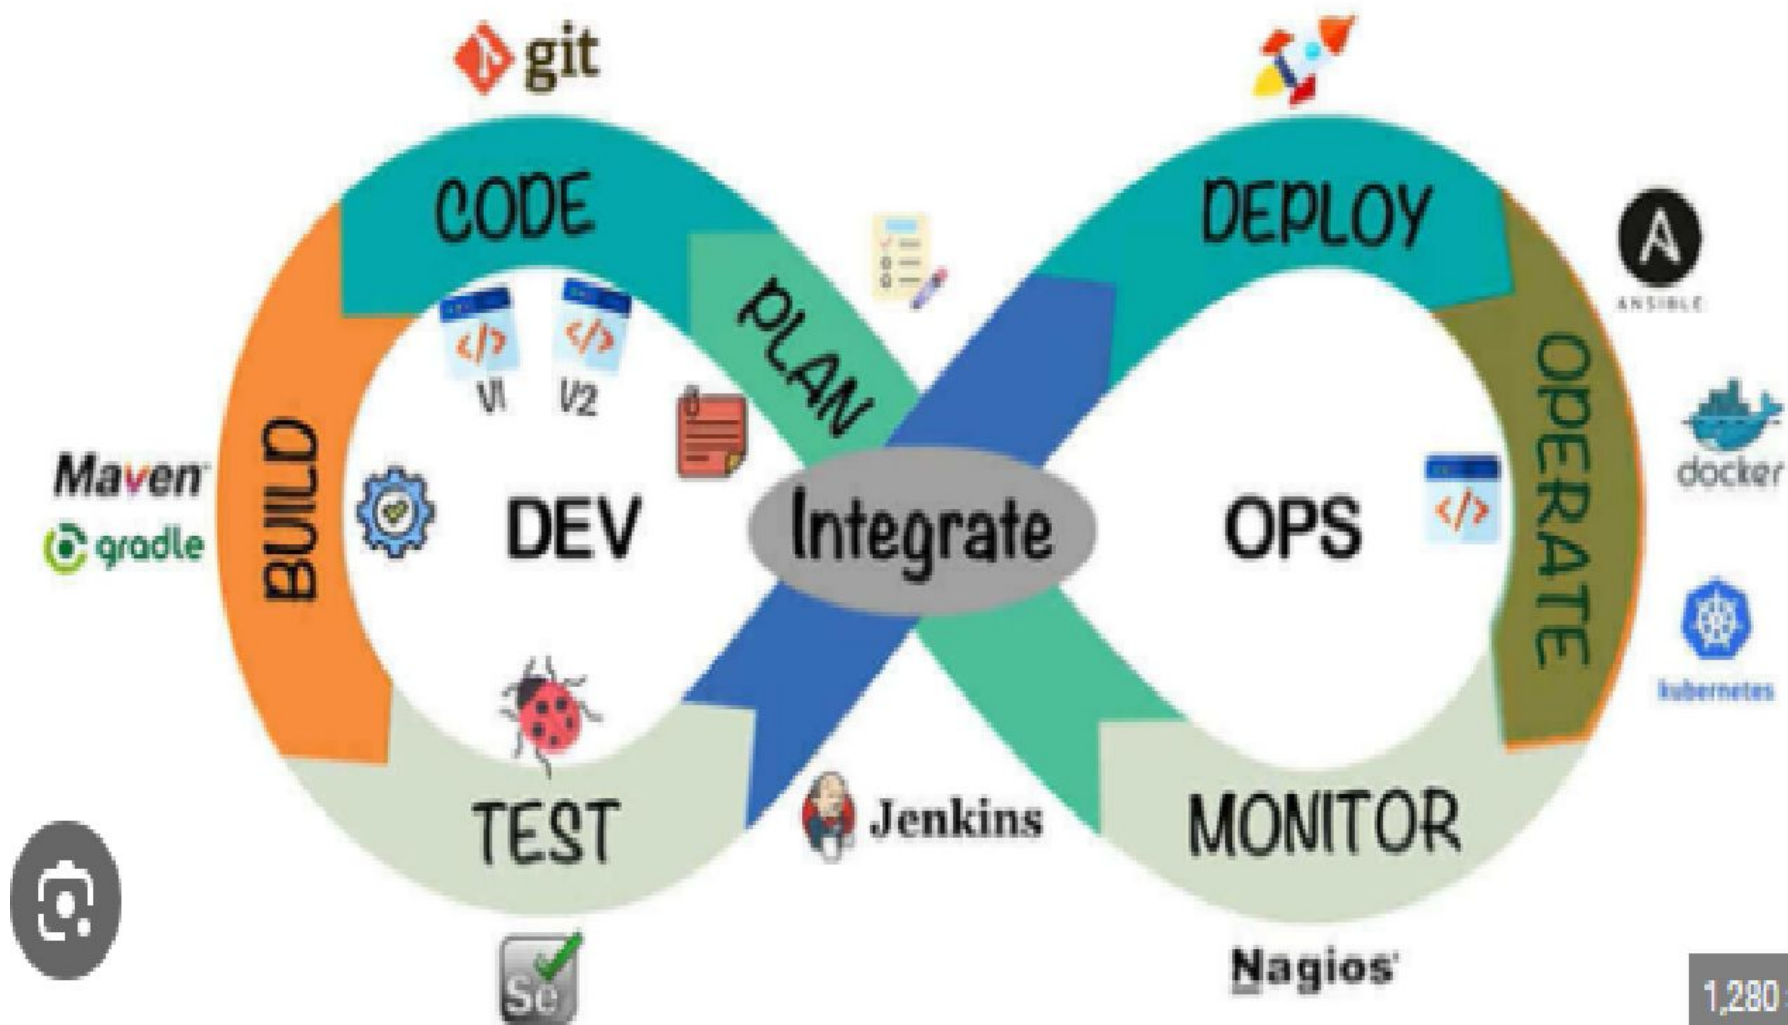 git
CODE
DEPLOY
PLAN
ANSIBLE
</>
</>
V1
V2
OPERATE
BUILD
Maven
gradle
DEV
Integrate
OPS
</>
docker
kubernetes
TEST
Jenkins
MONITOR
Se
Nagios
1,280